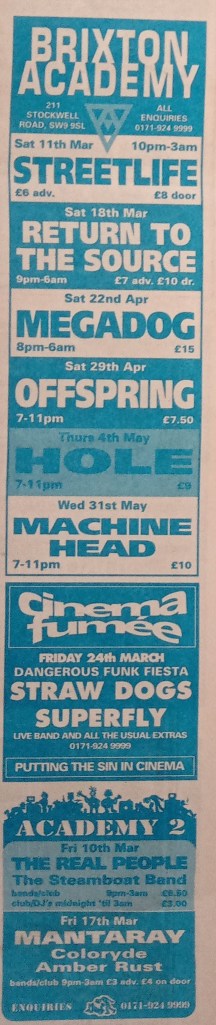 BRIXTON
ACADEMY
211
STOCKWELL
ROAD, SW9 9SL
ALL
ENQUIRIES
0171-924 9999
Sat 11th Mar 10pm-3am
STREETLIFE
£6 adv. £8 door
Sat 18th Mar
RETURN TO
THE SOURCE
9pm-6am £7 adv. £10 dr.
Sat 22nd Apr
MEGADOG
8pm-6am £15
Sat 29th Apr
OFFSPRING
7-11pm £7.50
Thurs 4th May
HOLE
7-11pm £9
Wed 31st May
MACHINE
HEAD
7-11pm £10
cinema
fumée
FRIDAY 24th MARCH
DANGEROUS FUNK FIESTA
STRAW DOGS
SUPERFLY
LIVE BAND AND ALL THE USUAL EXTRAS
0171-924 9999
PUTTING THE SIN IN CINEMA
ACADEMY 2
Fri 10th Mar
THE REAL PEOPLE
The Steamboat Band
bands/club 9pm-3am £6.50
club/DJ's midnight 'til 3am £3.00
Fri 17th Mar
MANTARAY
Coloryde
Amber Rust
bands/club 9pm-3am £3 adv. £4 on door
ENQUIRIES 0171-924 9999